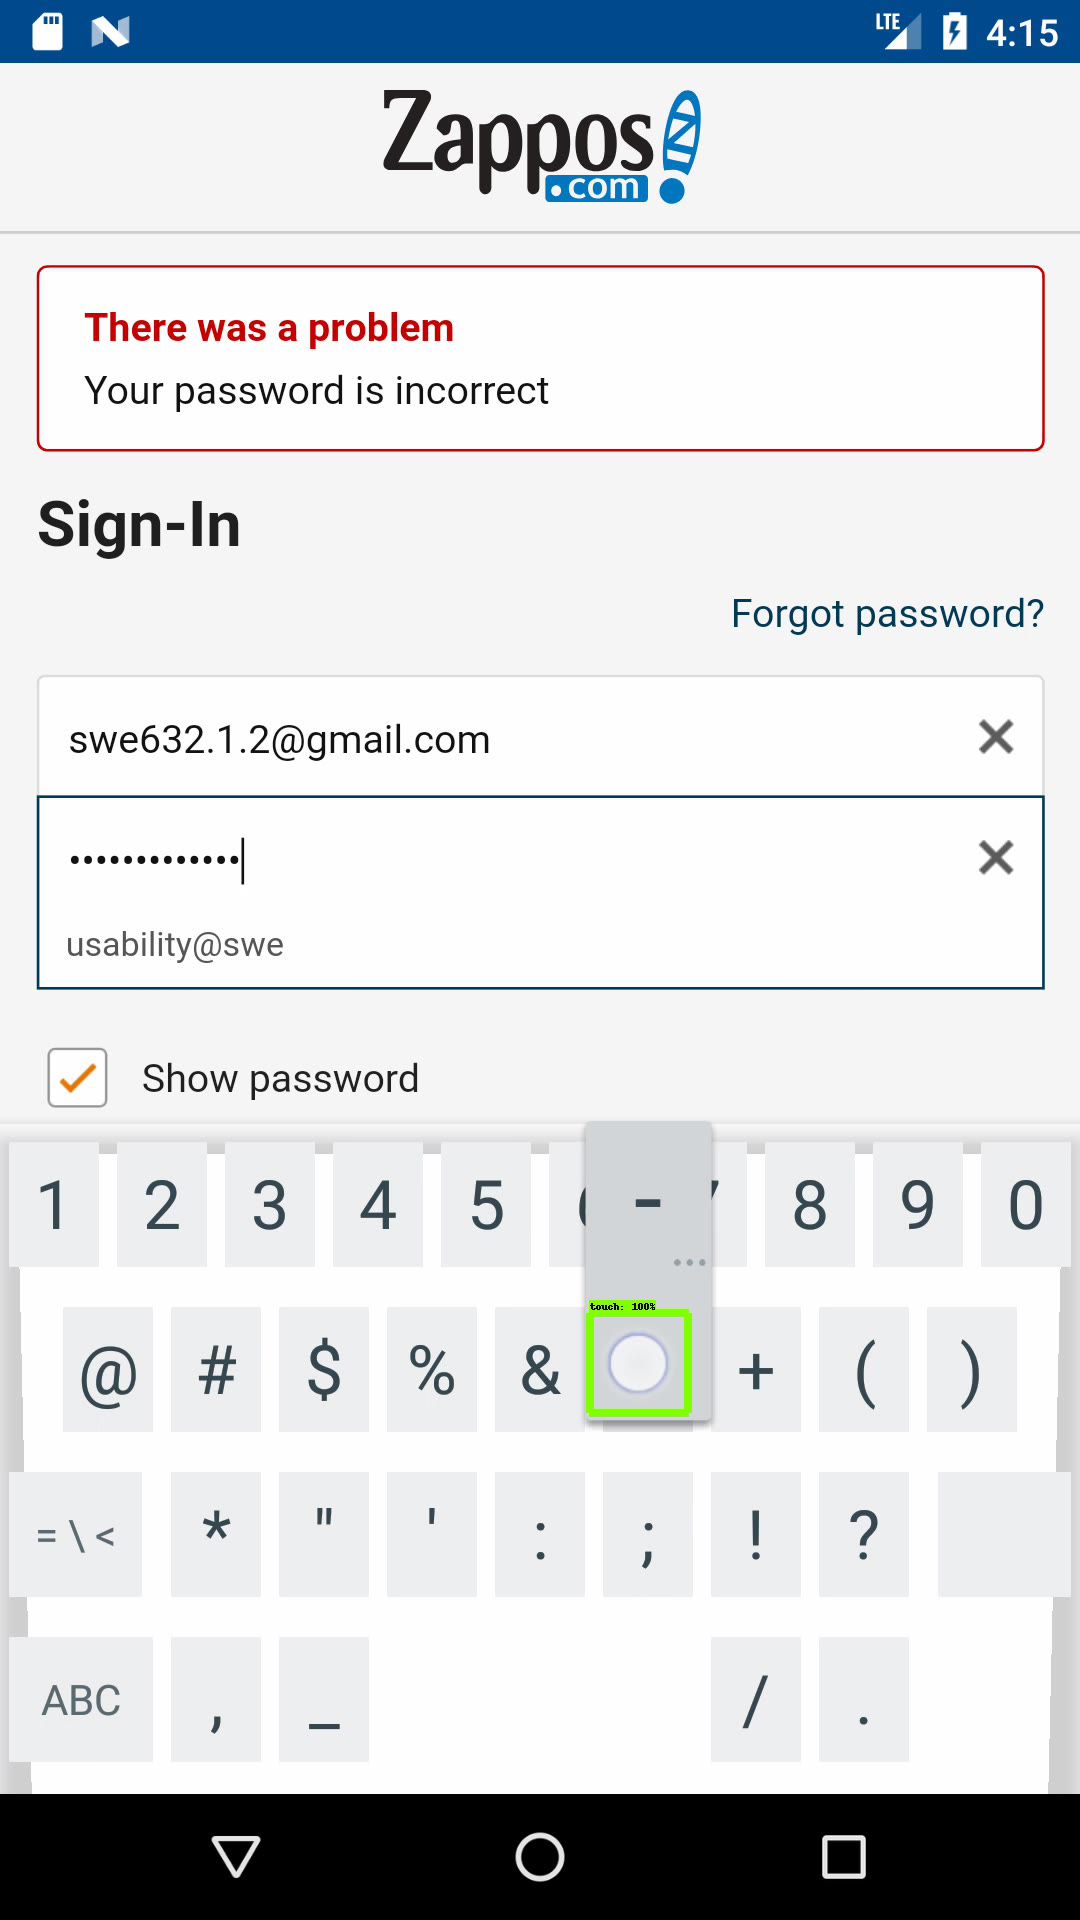 LTE 4:15
Zappos
.com
There was a problem
Your password is incorrect
Sign-In
Forgot password?
swe632.1.2@gmail.com
•••••••••••••
usability@swe
Show password
1 2 3 4 5 - 8 9 0
touch: 100%
@ # $ % & + ( )
= \ < * " ' : ; ! ?
ABC , _ / .